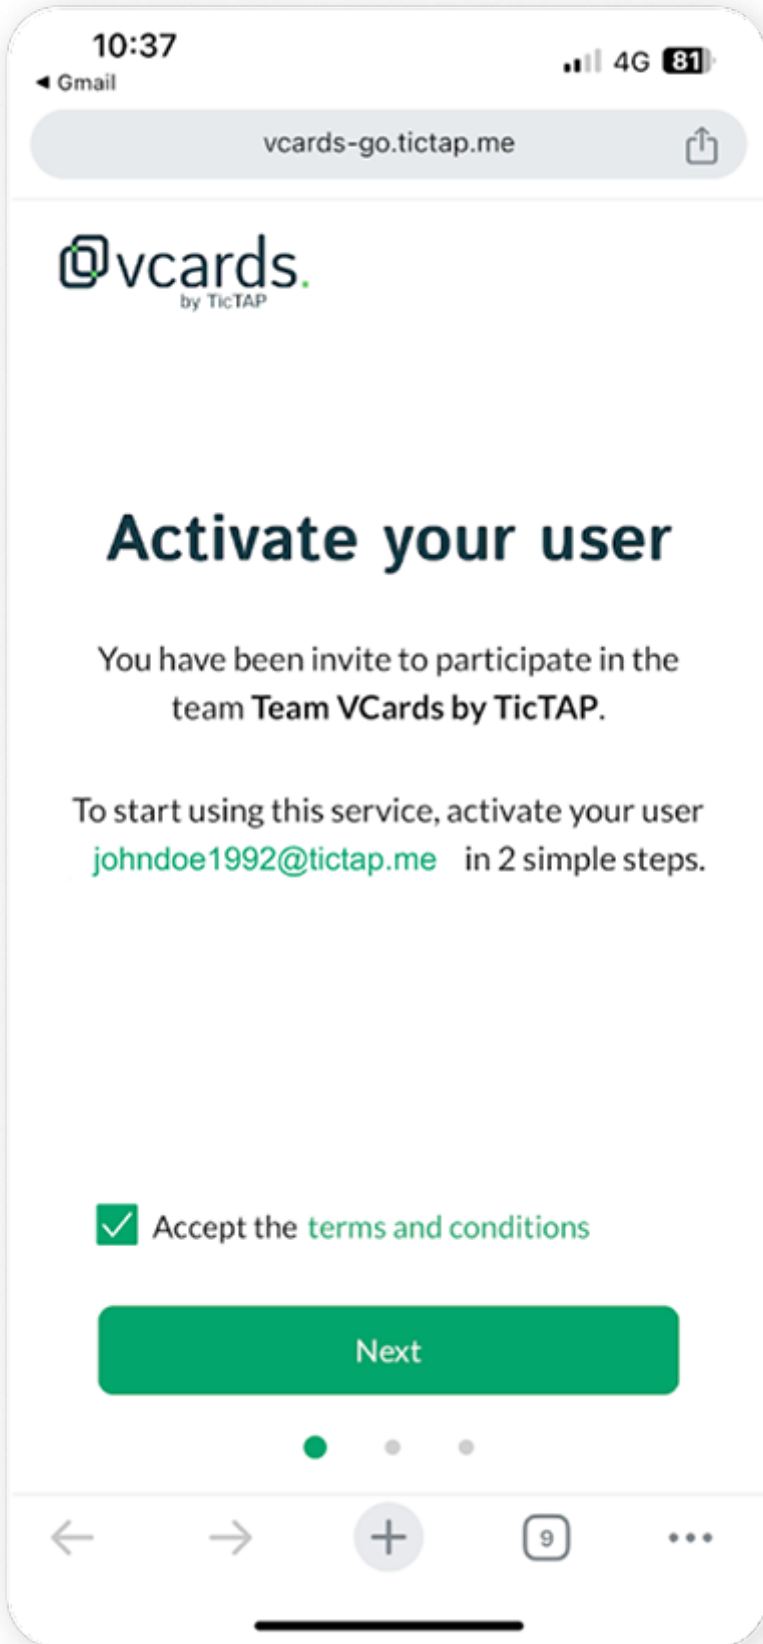 10:37
4G 81
◀ Gmail
vcards-go.tictap.me
vcards.
by TicTAP
Activate your user
You have been invite to participate in the
team Team VCards by TicTAP.
To start using this service, activate your user
johndoe1992@tictap.me in 2 simple steps.
Accept the terms and conditions
Next
9